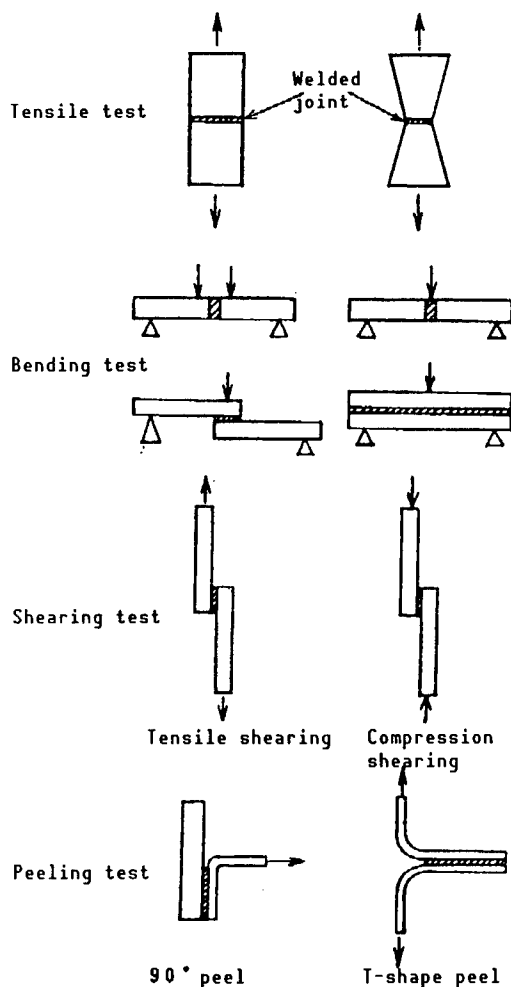 Tensile test
Welded
joint
Bending test
Shearing test
Tensile shearing
Compression
shearing
Peeling test
90° peel
T-shape peel